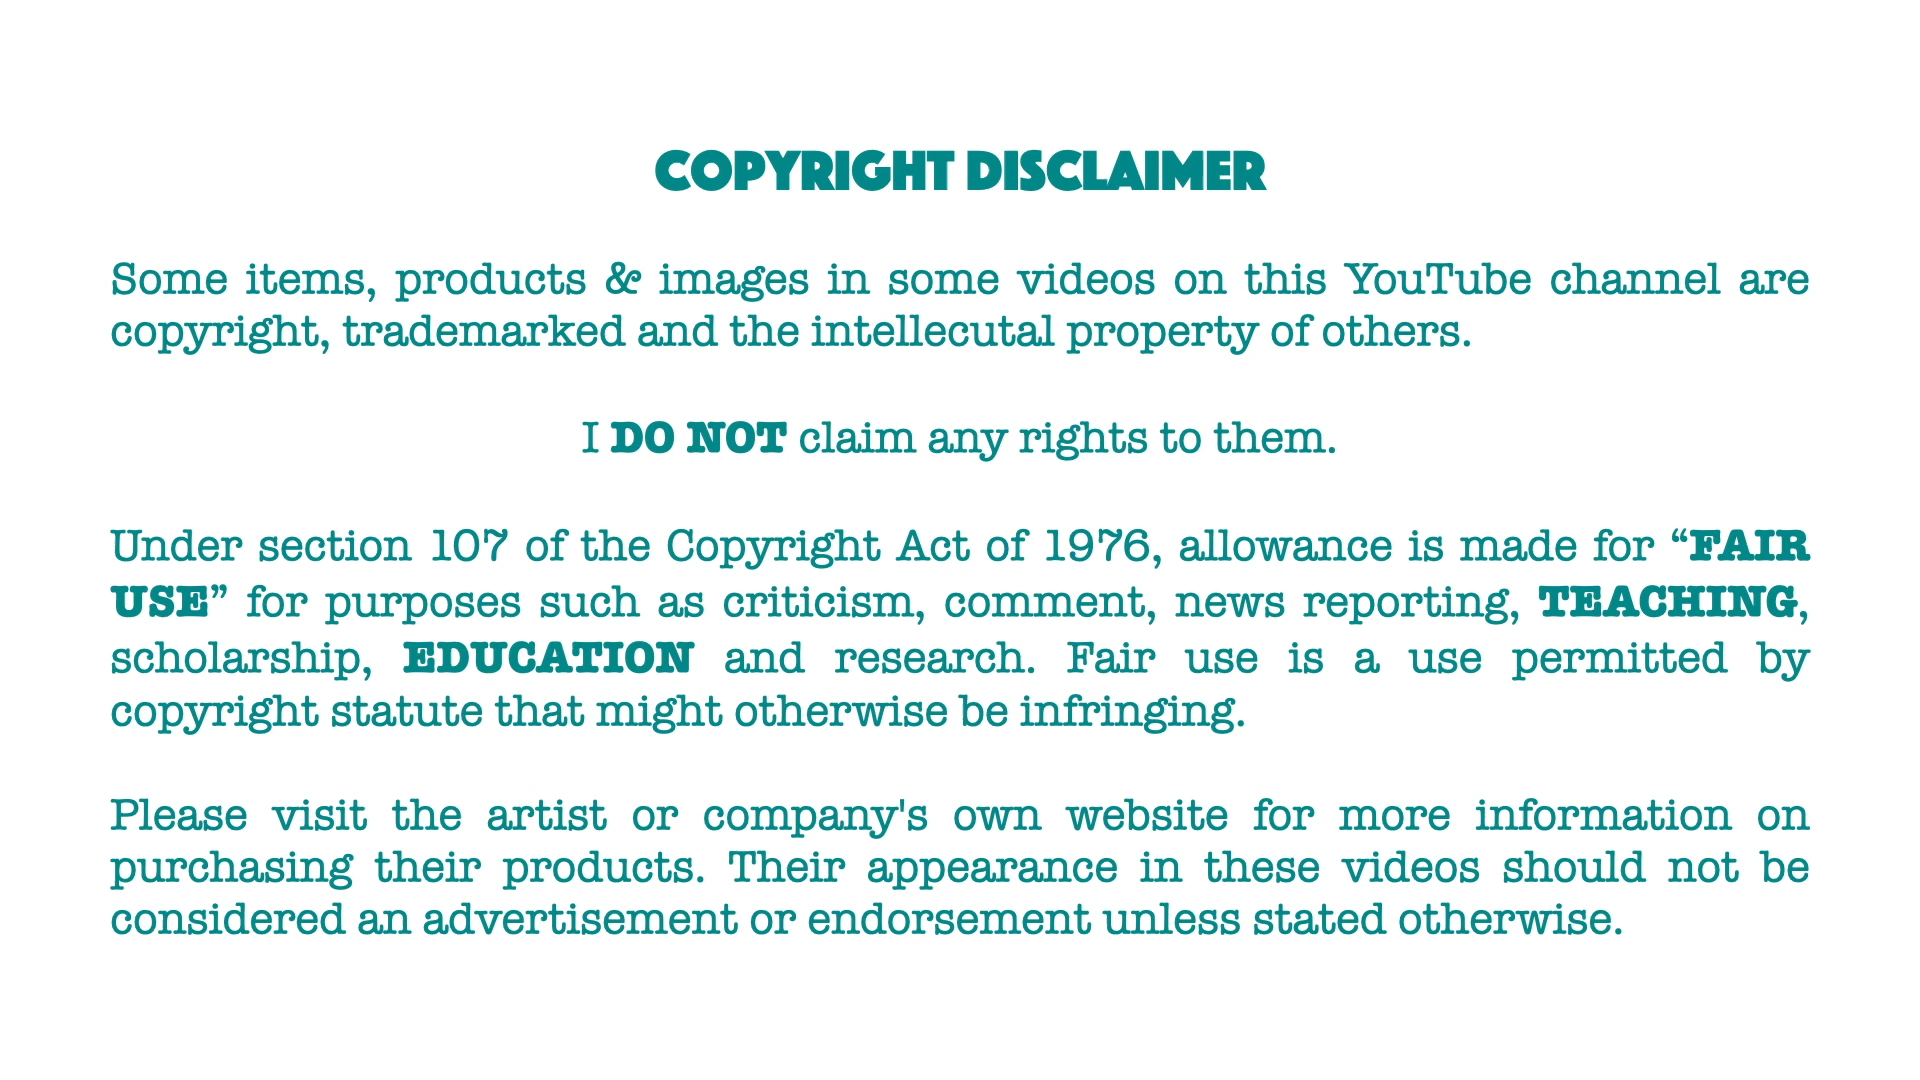 COPYRIGHT DISCLAIMER
Some items, products & images in some videos on this YouTube channel are
copyright, trademarked and the intellecutal property of others.
I DO NOT claim any rights to them.
Under section 107 of the Copyright Act of 1976, allowance is made for “FAIR
USE” for purposes such as criticism, comment, news reporting, TEACHING,
scholarship, EDUCATION and research. Fair use is a use permitted by
copyright statute that might otherwise be infringing.
Please visit the artist or company's own website for more information on
purchasing their products. Their appearance in these videos should not be
considered an advertisement or endorsement unless stated otherwise.